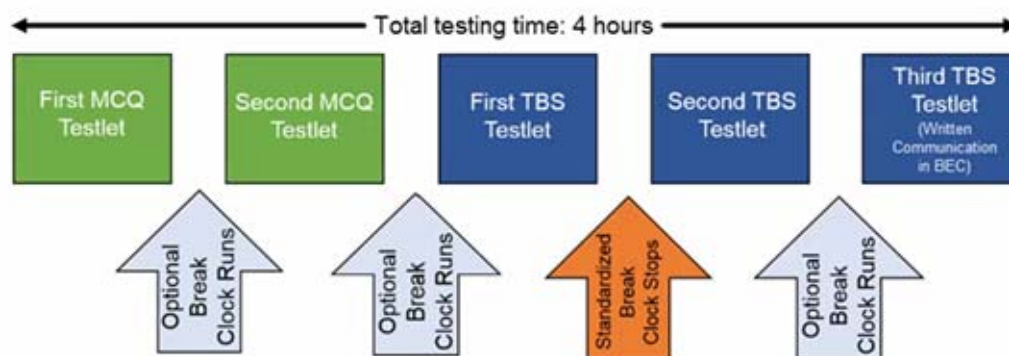 Total testing time: 4 hours
First MCQ
Testlet
Second MCQ
Testlet
First TBS
Testlet
Second TBS
Testlet
Third TBS
Testlet
(Written
Communication
in BEC)
Optional
Break
Clock Runs
Optional
Break
Clock Runs
Standardized
Break
Clock Stops
Optional
Break
Clock Runs